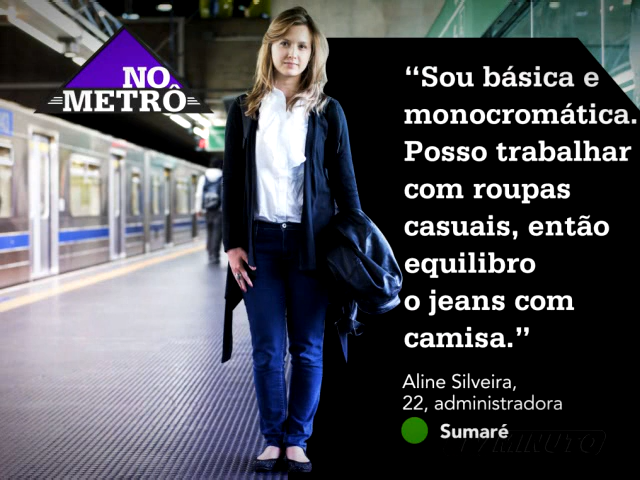 NO
METRÔ
“Sou básica e
monocromática.
Posso trabalhar
com roupas
casuais, então
equilibro
o jeans com
camisa.”
Aline Silveira,
22, administradora
Sumaré